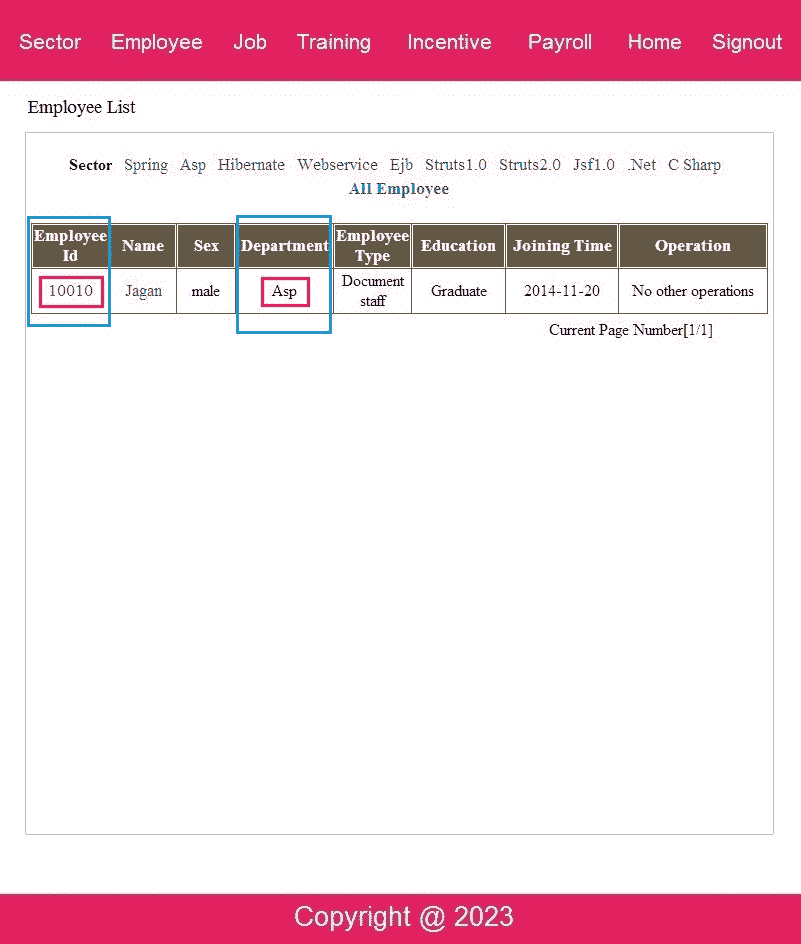 Sector Employee Job Training Incentive Payroll Home Signout
Employee List
Sector Spring Asp Hibernate Webservice Ejb Struts1.0 Struts2.0 Jsf1.0 .Net C Sharp
All Employee
Employee Id Name Sex Department Employee Type Education Joining Time Operation
10010 Jagan male Asp Document staff Graduate 2014-11-20 No other operations
Current Page Number[1/1]
Copyright @ 2023